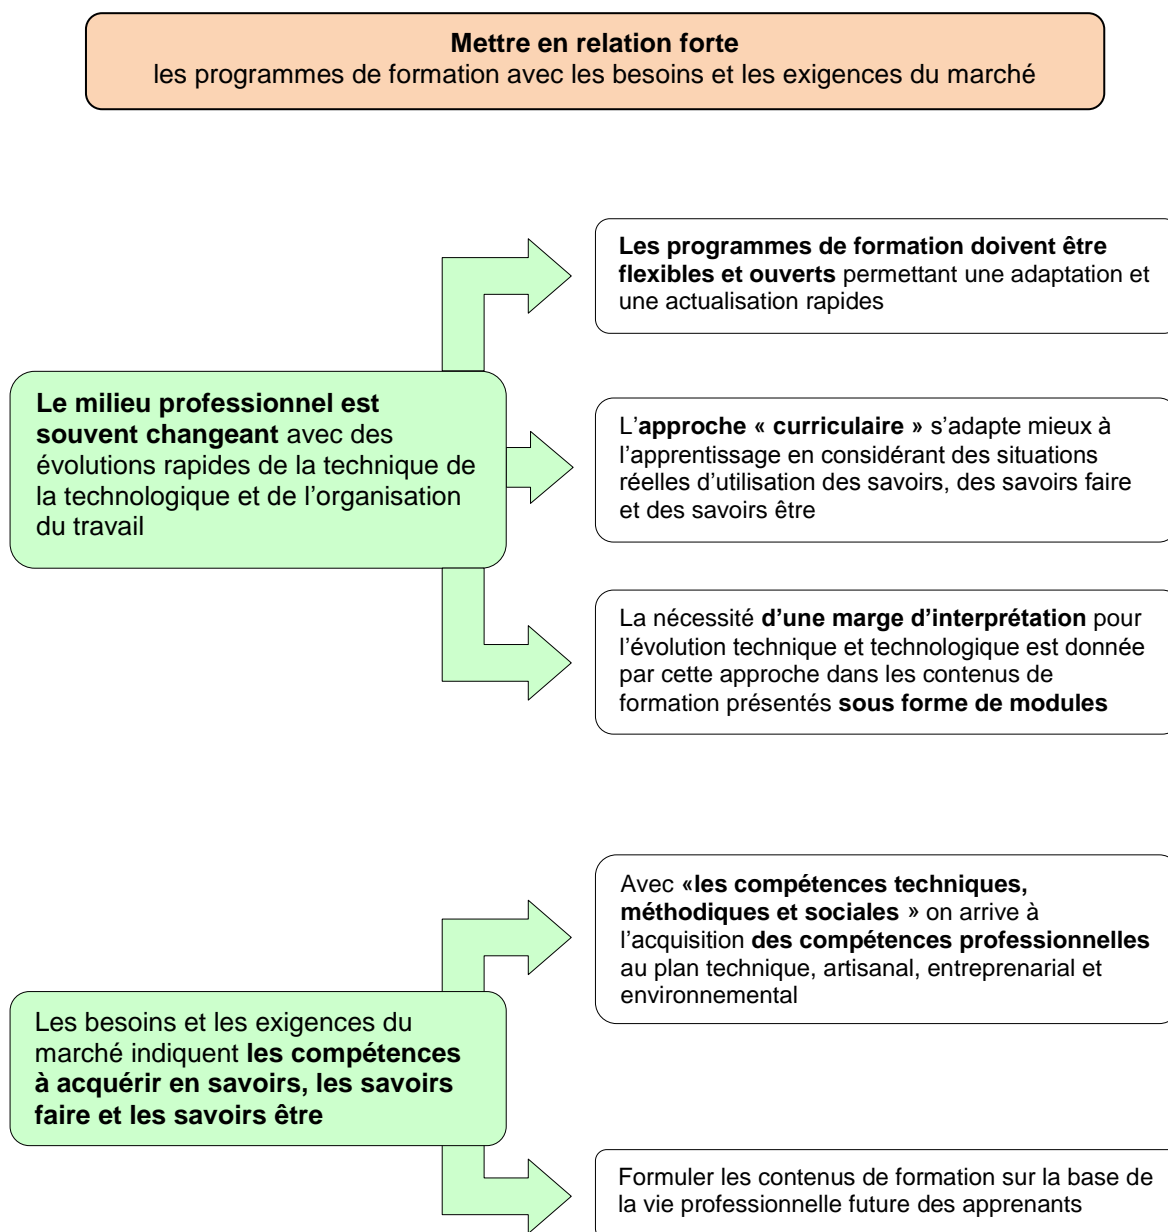 Mettre en relation forte
les programmes de formation avec les besoins et les exigences du marché
Les programmes de formation doivent être
flexibles et ouverts permettant une adaptation et
une actualisation rapides
Le milieu professionnel est
souvent changeant avec des
évolutions rapides de la technique de
la technologique et de l’organisation
du travail
L’approche « curriculaire » s’adapte mieux à
l’apprentissage en considérant des situations
réelles d’utilisation des savoirs, des savoirs faire
et des savoirs être
La nécessité d’une marge d’interprétation pour
l’évolution technique et technologique est donnée
par cette approche dans les contenus de
formation présentés sous forme de modules
Avec «les compétences techniques,
méthodiques et sociales » on arrive à
l’acquisition des compétences professionnelles
au plan technique, artisanal, entreprenarial et
environnemental
Les besoins et les exigences du
marché indiquent les compétences
à acquérir en savoirs, les savoirs
faire et les savoirs être
Formuler les contenus de formation sur la base de
la vie professionnelle future des apprenants